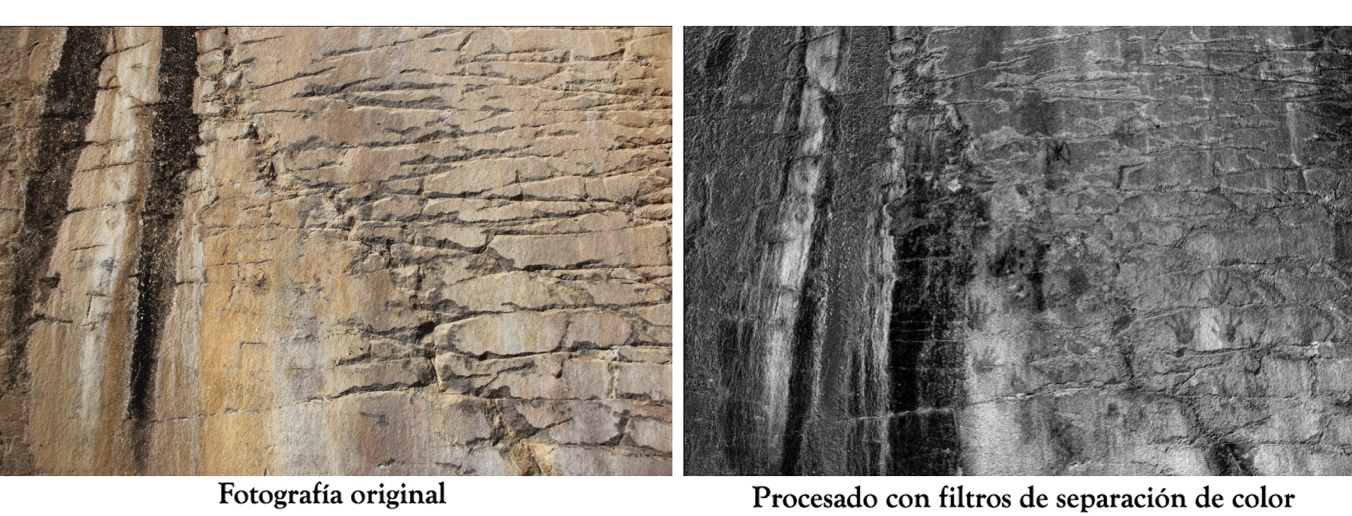 Fotografía original
Procesado con filtros de separación de color